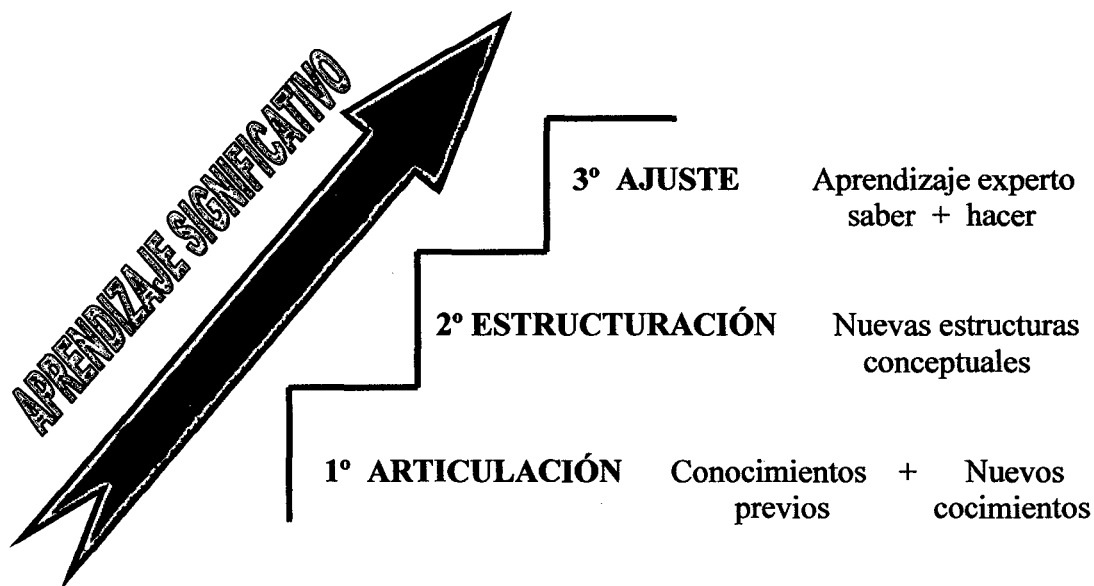 APRENDIZAJE SIGNIFICATIVO
3º AJUSTE Aprendizaje experto
saber + hacer
2º ESTRUCTURACIÓN Nuevas estructuras
conceptuales
1º ARTICULACIÓN Conocimientos + Nuevos
previos cocimientos